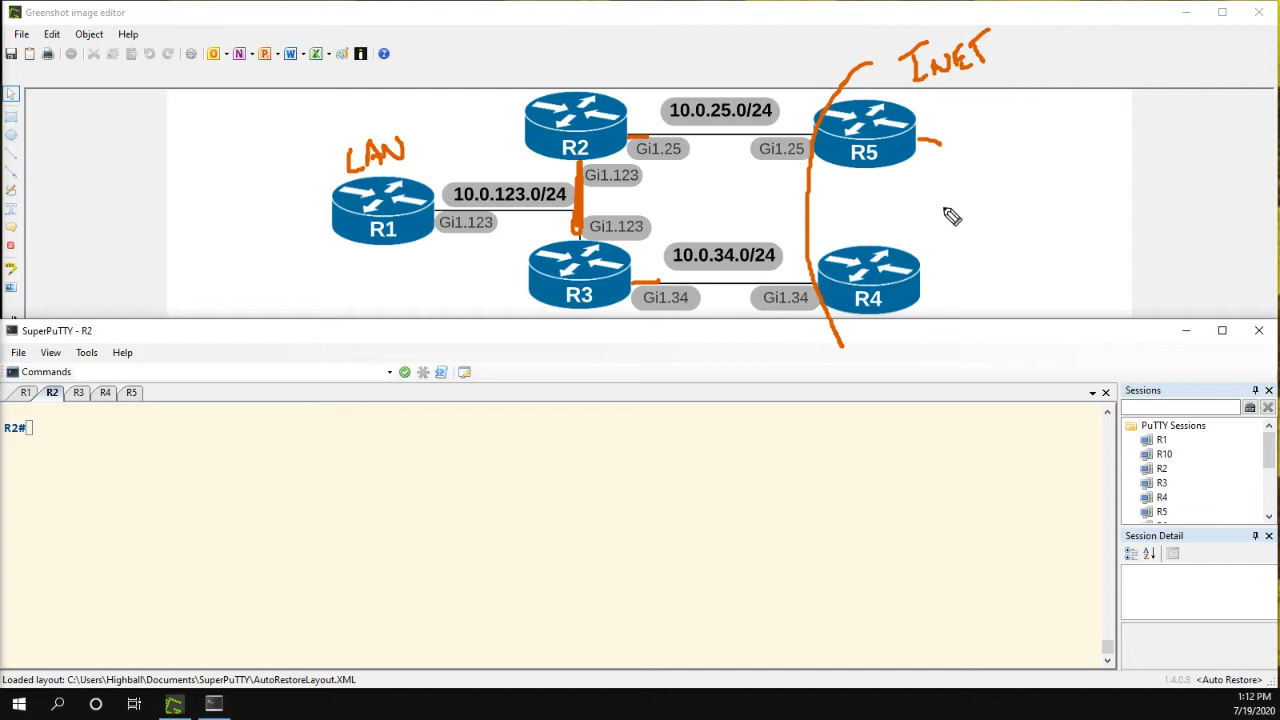 Greenshot image editor
File Edit Object Help
INET
R2
10.0.25.0/24
R5
Gi1.25
Gi1.25
LAN
Gi1.123
R1
10.0.123.0/24
Gi1.123
Gi1.123
R3
10.0.34.0/24
R4
Gi1.34
Gi1.34
SuperPuTTY - R2
File View Tools Help
Commands
R1 R2 R3 R4 R5
R2#
Sessions
PuTTY Sessions
R1
R10
R2
R3
R4
R5
Session Detail
Loaded layout: C:\Users\Highball\Documents\SuperPuTTY\AutoRestoreLayout.XML
1.4.0.8 <Auto Restore>
1:12 PM
7/19/2020